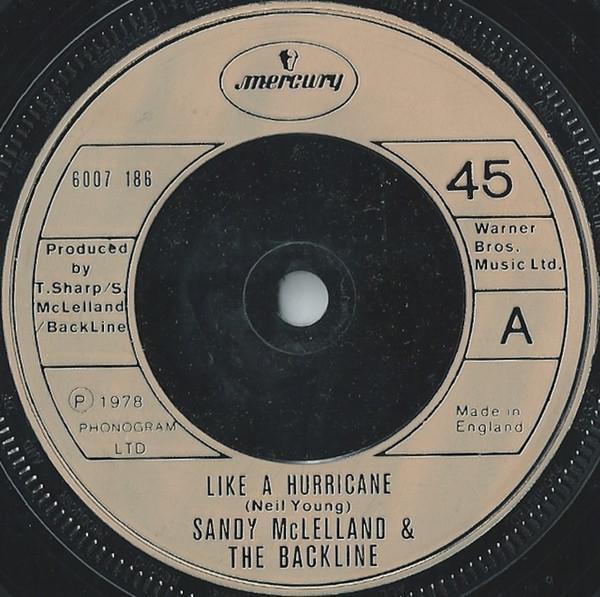 mercury
6007 186
45
Produced
by
T.Sharp/S.
McLelland
/BackLine
Warner
Bros.
Music Ltd.
A
Ⓟ 1978
PHONOGRAM
LTD
Made in
England
LIKE A HURRICANE
(Neil Young)
SANDY McLELLAND &
THE BACKLINE